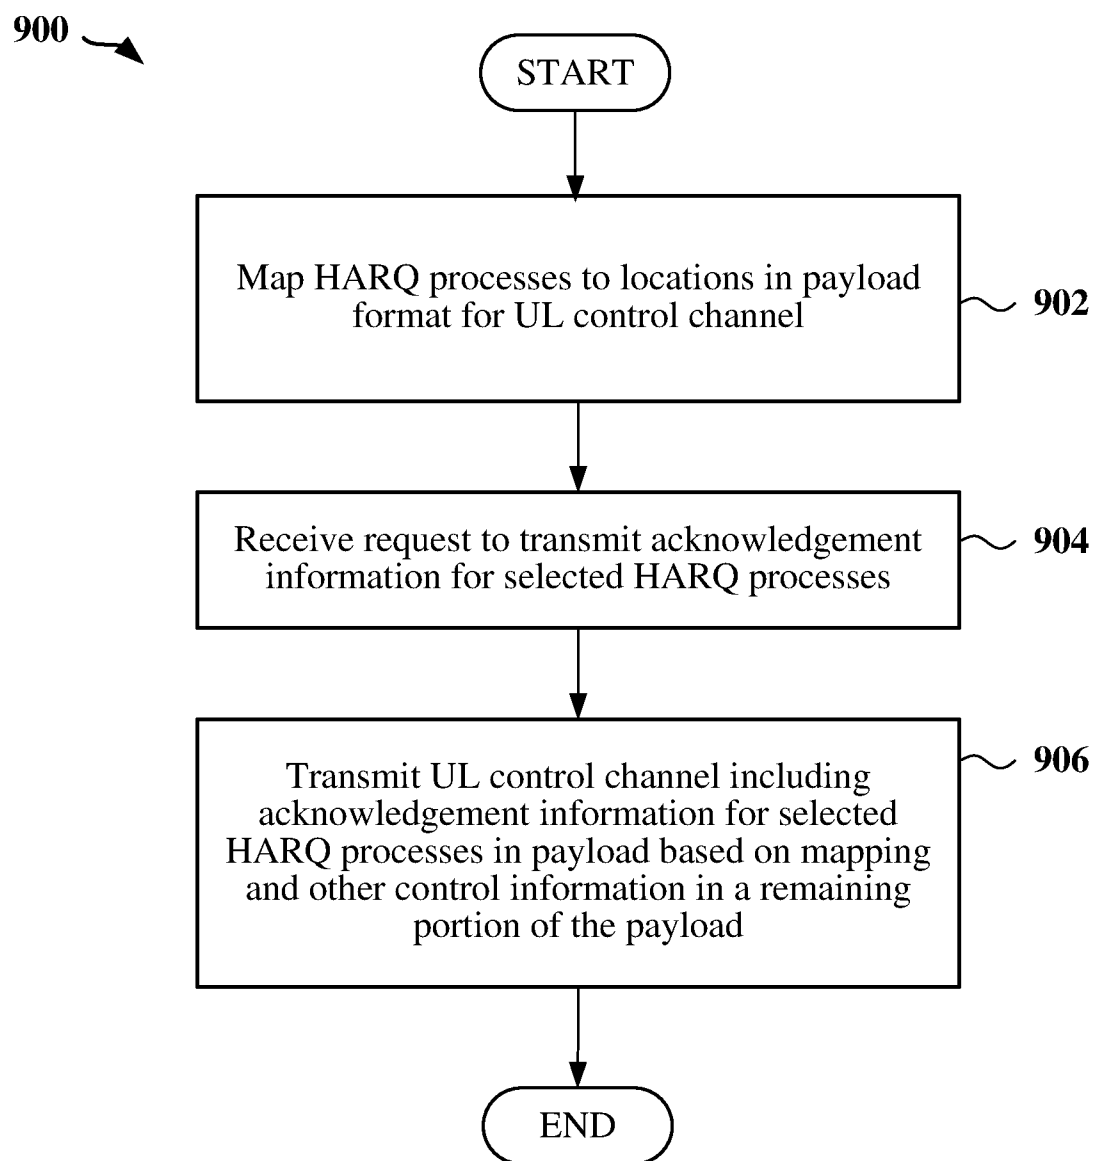 900
START
Map HARQ processes to locations in payload
format for UL control channel
902
Receive request to transmit acknowledgement
information for selected HARQ processes
904
Transmit UL control channel including
acknowledgement information for selected
HARQ processes in payload based on mapping
and other control information in a remaining
portion of the payload
906
END